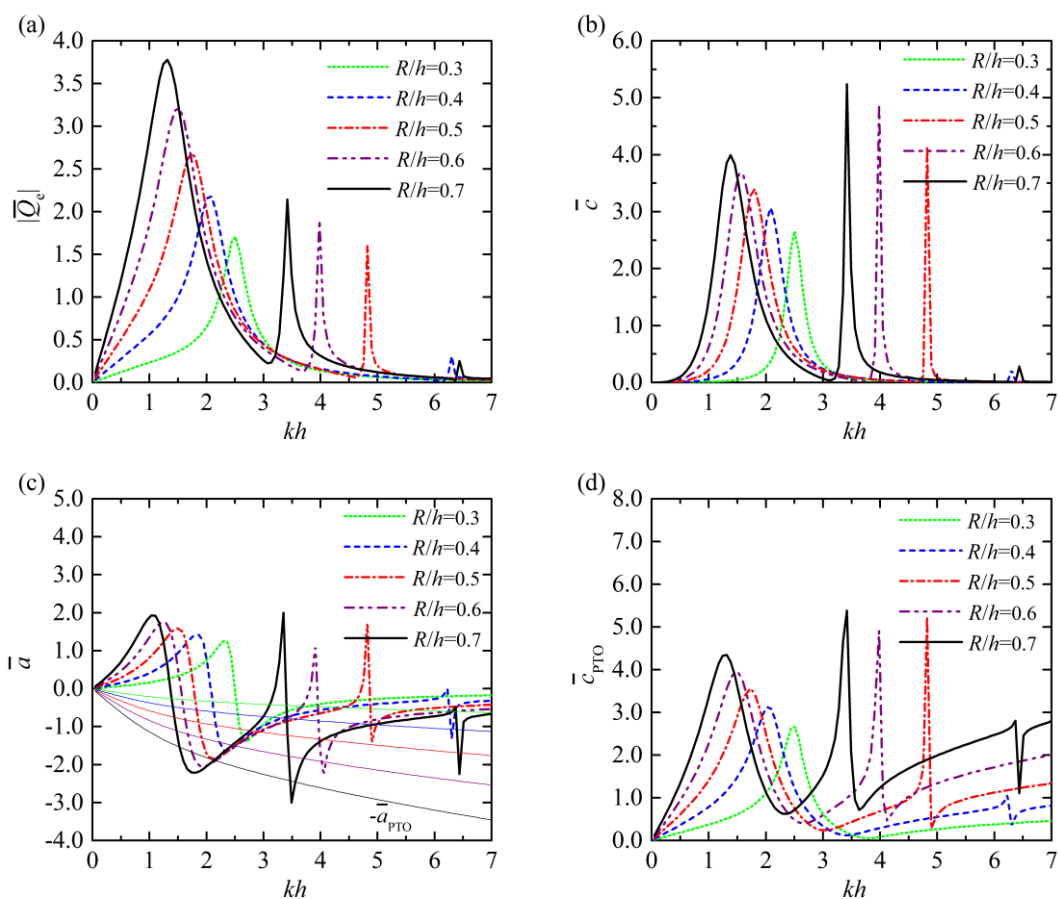 (a)
4.0
3.5
3.0
2.5
2.0
1.5
1.0
0.5
0.0
|Q̅e|
0 1 2 3 4 5 6 7
kh
R/h=0.3
R/h=0.4
R/h=0.5
R/h=0.6
R/h=0.7
(b)
6.0
5.0
4.0
3.0
2.0
1.0
0.0
c̅
0 1 2 3 4 5 6 7
kh
R/h=0.3
R/h=0.4
R/h=0.5
R/h=0.6
R/h=0.7
(c)
5.0
4.0
3.0
2.0
1.0
0.0
-1.0
-2.0
-3.0
-4.0
a̅
0 1 2 3 4 5 6 7
kh
R/h=0.3
R/h=0.4
R/h=0.5
R/h=0.6
R/h=0.7
-a̅PTO
(d)
8.0
7.0
6.0
5.0
4.0
3.0
2.0
1.0
0.0
c̅PTO
0 1 2 3 4 5 6 7
kh
R/h=0.3
R/h=0.4
R/h=0.5
R/h=0.6
R/h=0.7